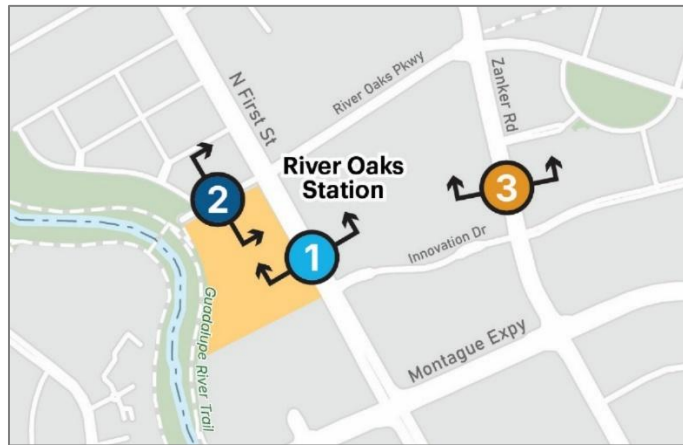 N First St
River Oaks Pkwy
Zanker Rd
River Oaks
Station
2
3
1
Innovation Dr
Guadalupe River Trail
Montague Expy